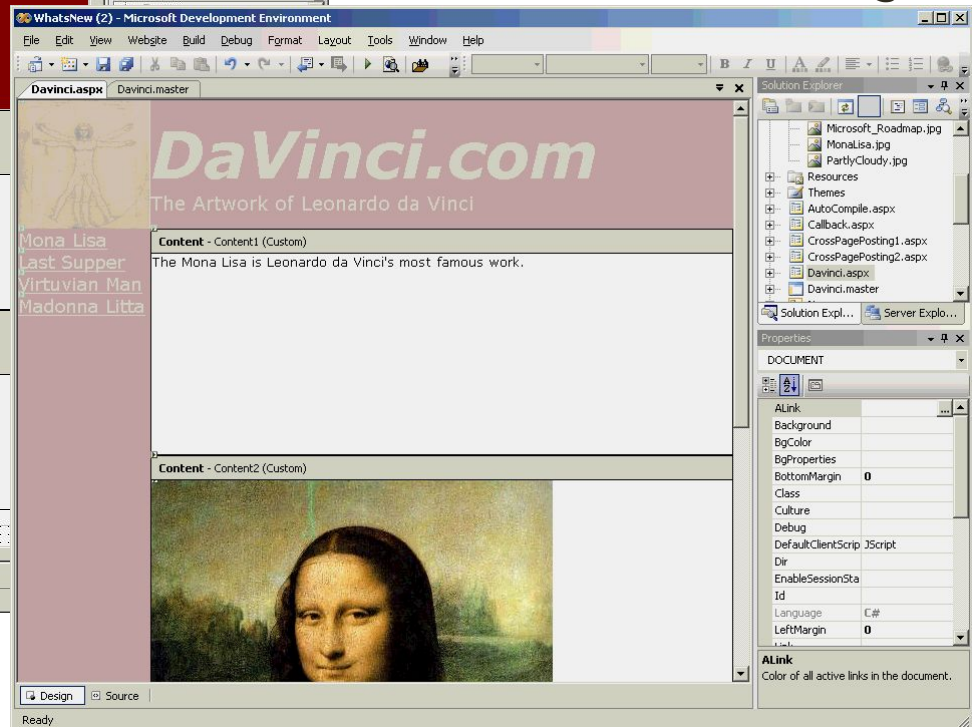 WhatsNew (2) - Microsoft Development Environment
File Edit View Website Build Debug Format Layout Tools Window Help
B I U A
Davinci.aspx Davinci.master
DaVinci.com
The Artwork of Leonardo da Vinci
Mona Lisa
Last Supper
Virtuvian Man
Madonna Litta
Content - Content1 (Custom)
The Mona Lisa is Leonardo da Vinci's most famous work.
Content - Content2 (Custom)
Design Source
Ready
Solution Explorer
Microsoft_Roadmap.jpg
MonaLisa.jpg
PartlyCloudy.jpg
Resources
Themes
AutoCompile.aspx
Callback.aspx
CrossPagePosting1.aspx
CrossPagePosting2.aspx
Davinci.aspx
Davinci.master
Solution Expl... Server Explo...
Properties
DOCUMENT
ALink ...
Background
BgColor
BgProperties
BottomMargin 0
Class
Culture
Debug
DefaultClientScrip JScript
Dir
EnableSessionSta
Id
Language C#
LeftMargin 0
ALink
Color of all active links in the document.